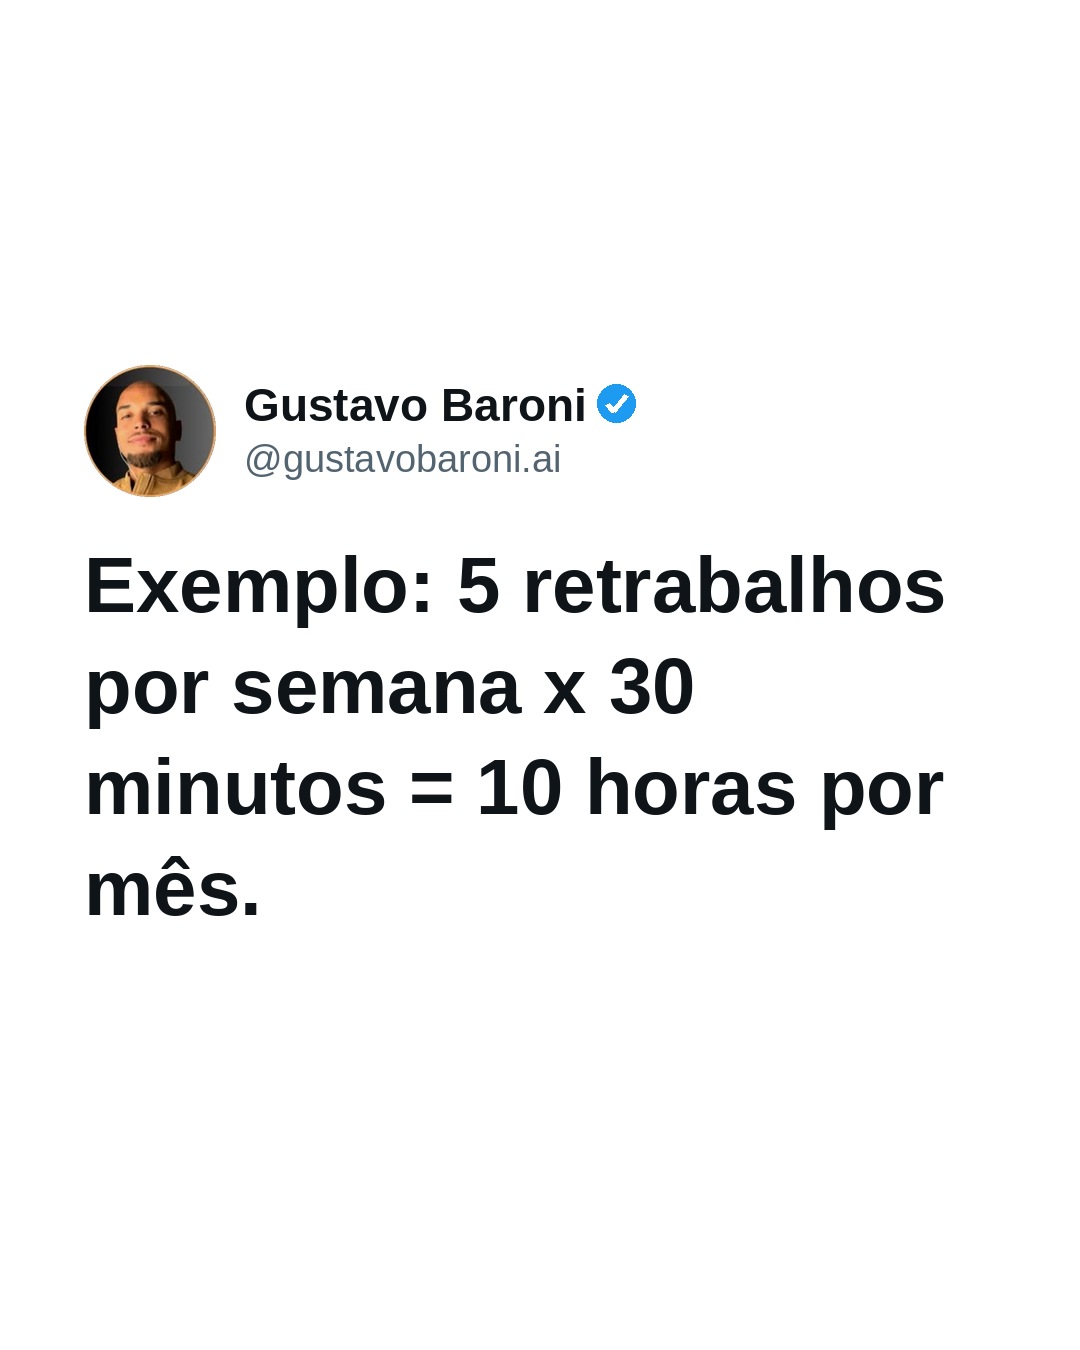 Gustavo Baroni
@gustavobaroni.ai
Exemplo: 5 retrabalhos
por semana x 30
minutos = 10 horas por
mês.